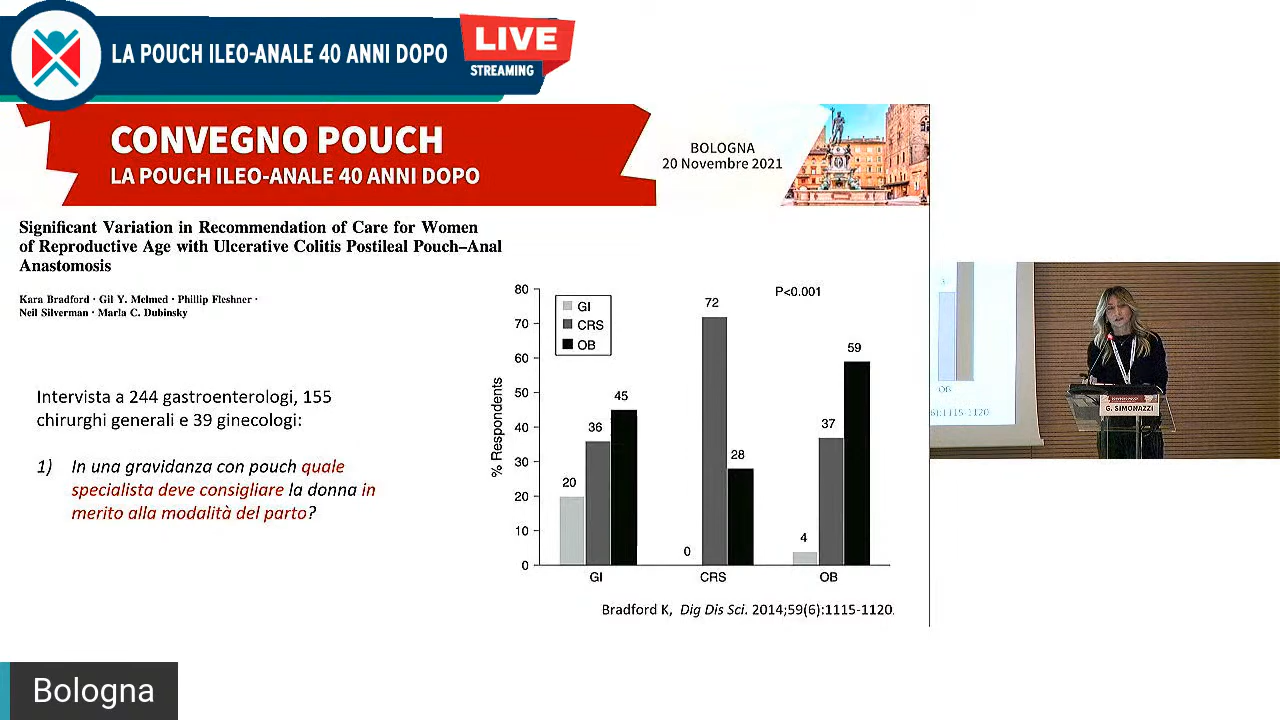 LA POUCH ILEO-ANALE 40 ANNI DOPO
LIVE
STREAMING
CONVEGNO POUCH
LA POUCH ILEO-ANALE 40 ANNI DOPO
BOLOGNA
20 Novembre 2021
Significant Variation in Recommendation of Care for Women
of Reproductive Age with Ulcerative Colitis Postileal Pouch–Anal
Anastomosis
Kara Bradford · Gil Y. Melmed · Phillip Fleshner ·
Neil Silverman · Marla C. Dubinsky
Intervista a 244 gastroenterologi, 155
chirurghi generali e 39 ginecologi:
1) In una gravidanza con pouch quale
specialista deve consigliare la donna in
merito alla modalità del parto?
% Respondents
80
70
60
50
40
30
20
10
0
GI
CRS
OB
P<0.001
20
36
45
0
72
28
4
37
59
GI
CRS
OB
Bradford K, Dig Dis Sci. 2014;59(6):1115-1120.
OB
6):1115-1120
G. SIMONAZZI
Bologna